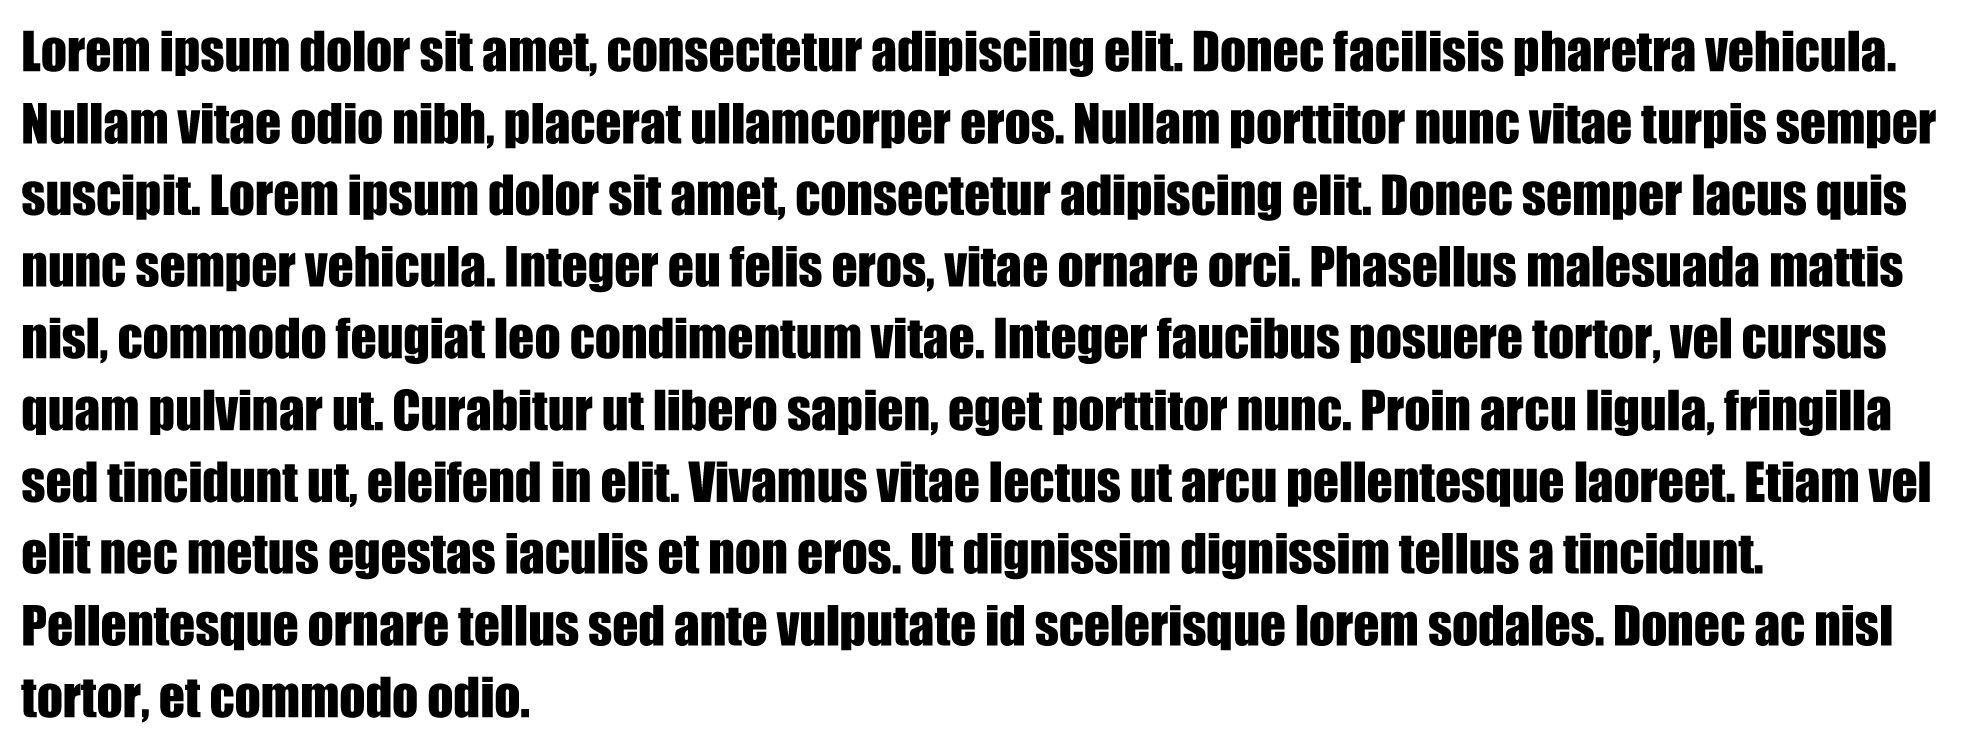 Lorem ipsum dolor sit amet, consectetur adipiscing elit. Donec facilisis pharetra vehicula.
Nullam vitae odio nibh, placerat ullamcorper eros. Nullam porttitor nunc vitae turpis semper
suscipit. Lorem ipsum dolor sit amet, consectetur adipiscing elit. Donec semper lacus quis
nunc semper vehicula. Integer eu felis eros, vitae ornare orci. Phasellus malesuada mattis
nisl, commodo feugiat leo condimentum vitae. Integer faucibus posuere tortor, vel cursus
quam pulvinar ut. Curabitur ut libero sapien, eget porttitor nunc. Proin arcu ligula, fringilla
sed tincidunt ut, eleifend in elit. Vivamus vitae lectus ut arcu pellentesque laoreet. Etiam vel
elit nec metus egestas iaculis et non eros. Ut dignissim dignissim tellus a tincidunt.
Pellentesque ornare tellus sed ante vulputate id scelerisque lorem sodales. Donec ac nisl
tortor, et commodo odio.